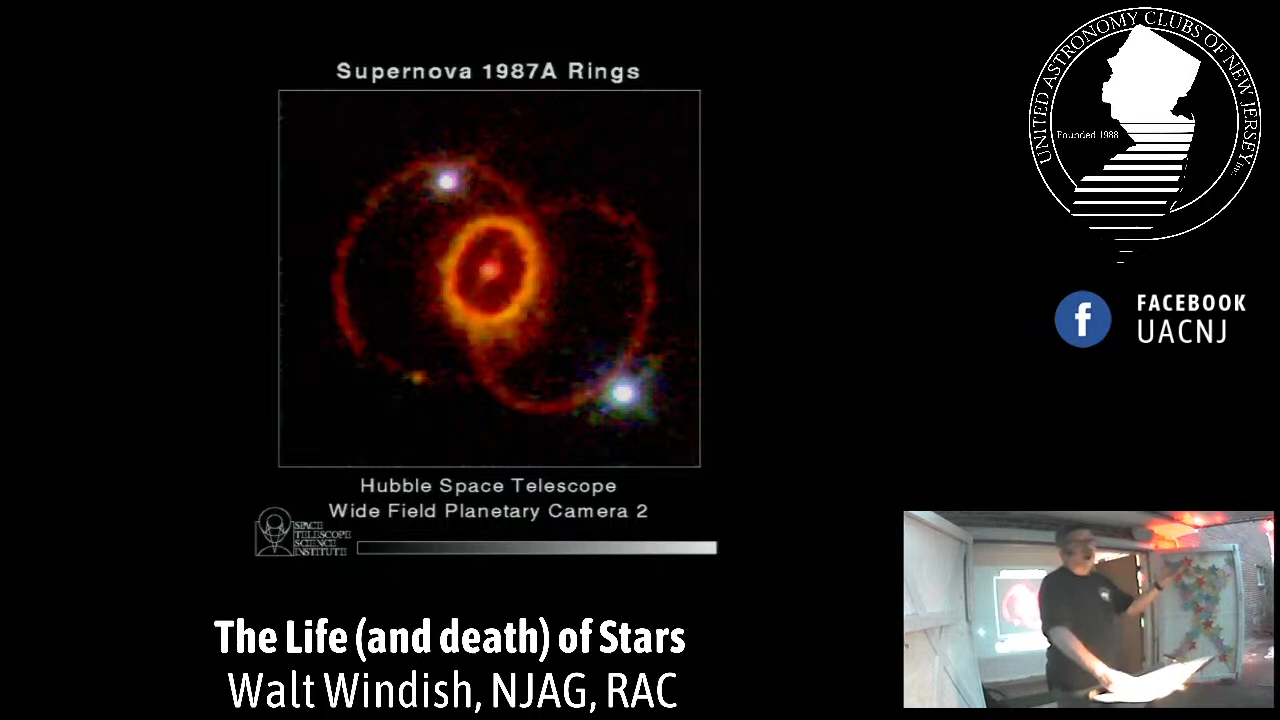 Supernova 1987A Rings
Hubble Space Telescope
Wide Field Planetary Camera 2
SPACE
TELESCOPE
SCIENCE
INSTITUTE
The Life (and death) of Stars
Walt Windish, NJAG, RAC
UNITED ASTRONOMY CLUBS OF NEW JERSEY Inc.
Founded 1988
f FACEBOOK
UACNJ